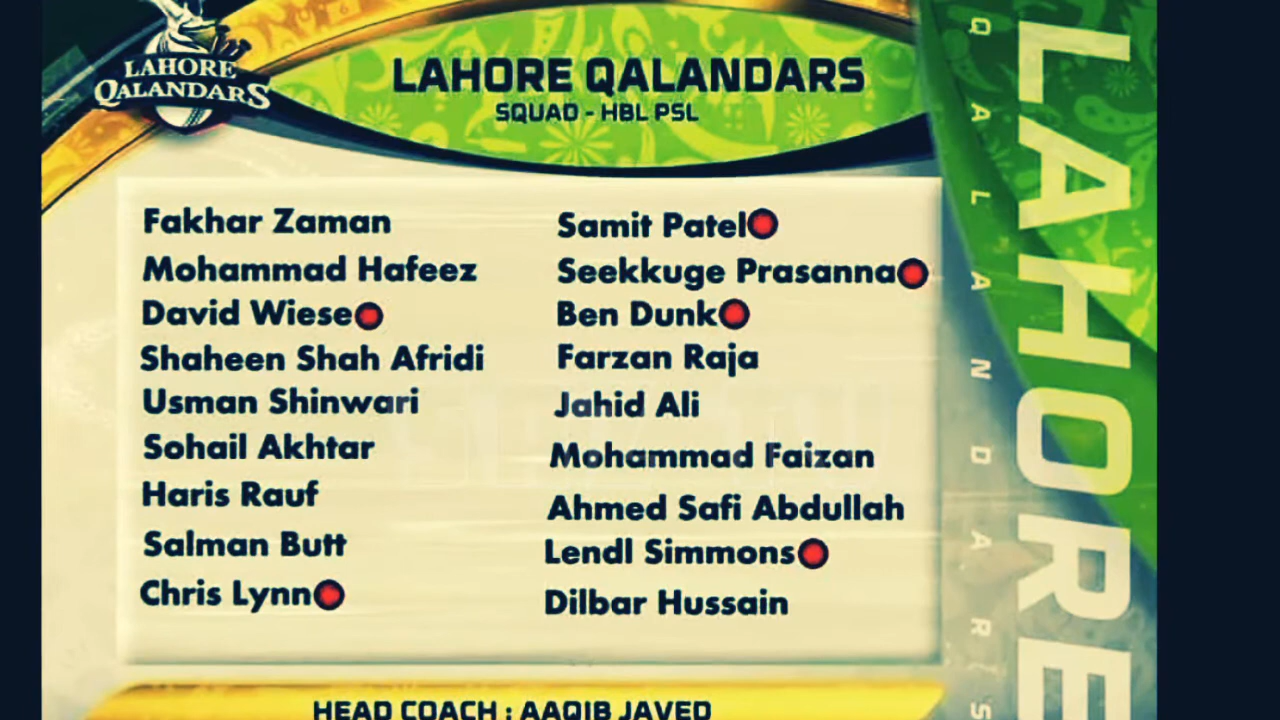 LAHORE
QALANDARS
LAHORE QALANDARS
SQUAD - HBL PSL
Fakhar Zaman
Mohammad Hafeez
David Wiese
Shaheen Shah Afridi
Usman Shinwari
Sohail Akhtar
Haris Rauf
Salman Butt
Chris Lynn
Samit Patel
Seekkuge Prasanna
Ben Dunk
Farzan Raja
Jahid Ali
Mohammad Faizan
Ahmed Safi Abdullah
Lendl Simmons
Dilbar Hussain
HEAD COACH : AAQIB JAVED
QALANDARS
LAHORE